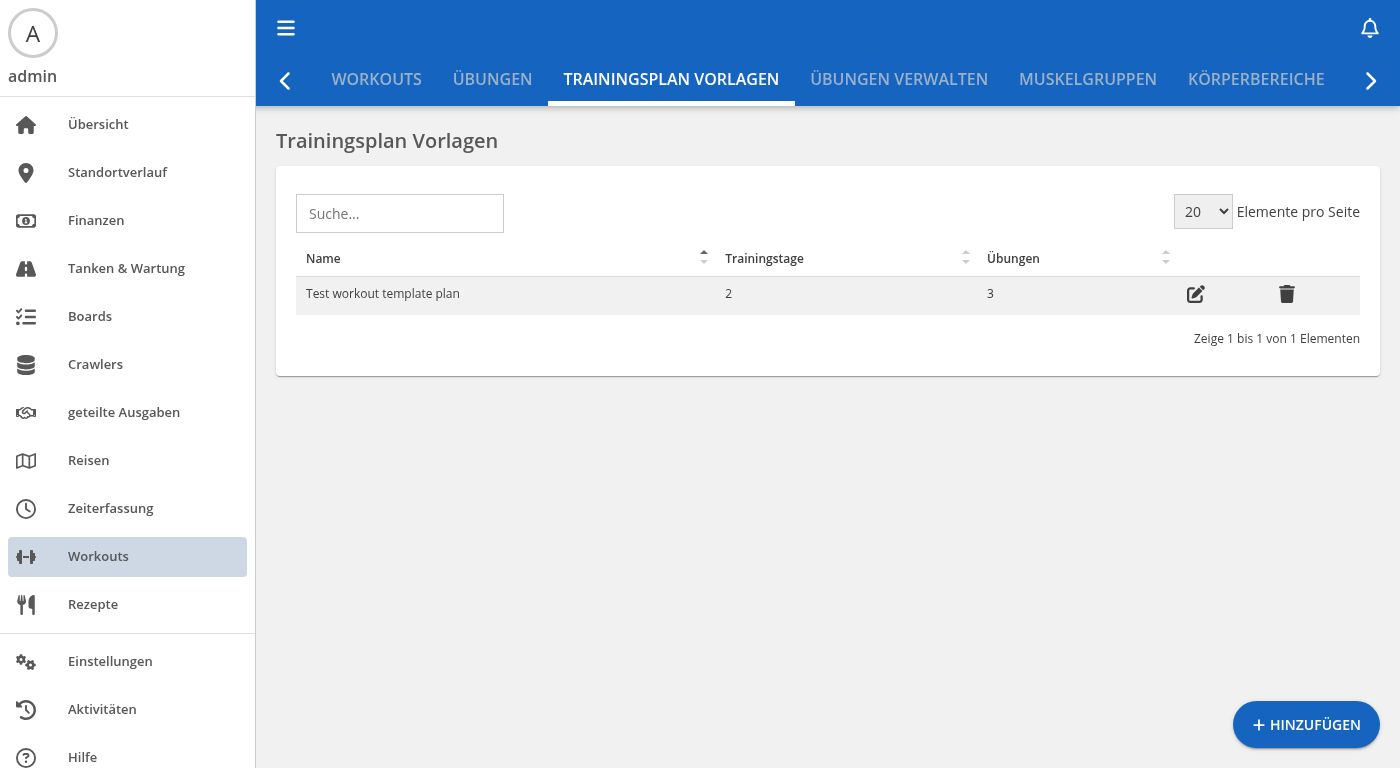 A
admin
Übersicht
Standortverlauf
Finanzen
Tanken & Wartung
Boards
Crawlers
geteilte Ausgaben
Reisen
Zeiterfassung
Workouts
Rezepte
Einstellungen
Aktivitäten
Hilfe
WORKOUTS ÜBUNGEN TRAININGSPLAN VORLAGEN ÜBUNGEN VERWALTEN MUSKELGRUPPEN KÖRPERBEREICHE
Trainingsplan Vorlagen
Suche... 20 Elemente pro Seite
Name Trainingstage Übungen
Test workout template plan 2 3
Zeige 1 bis 1 von 1 Elementen
+ HINZUFÜGEN